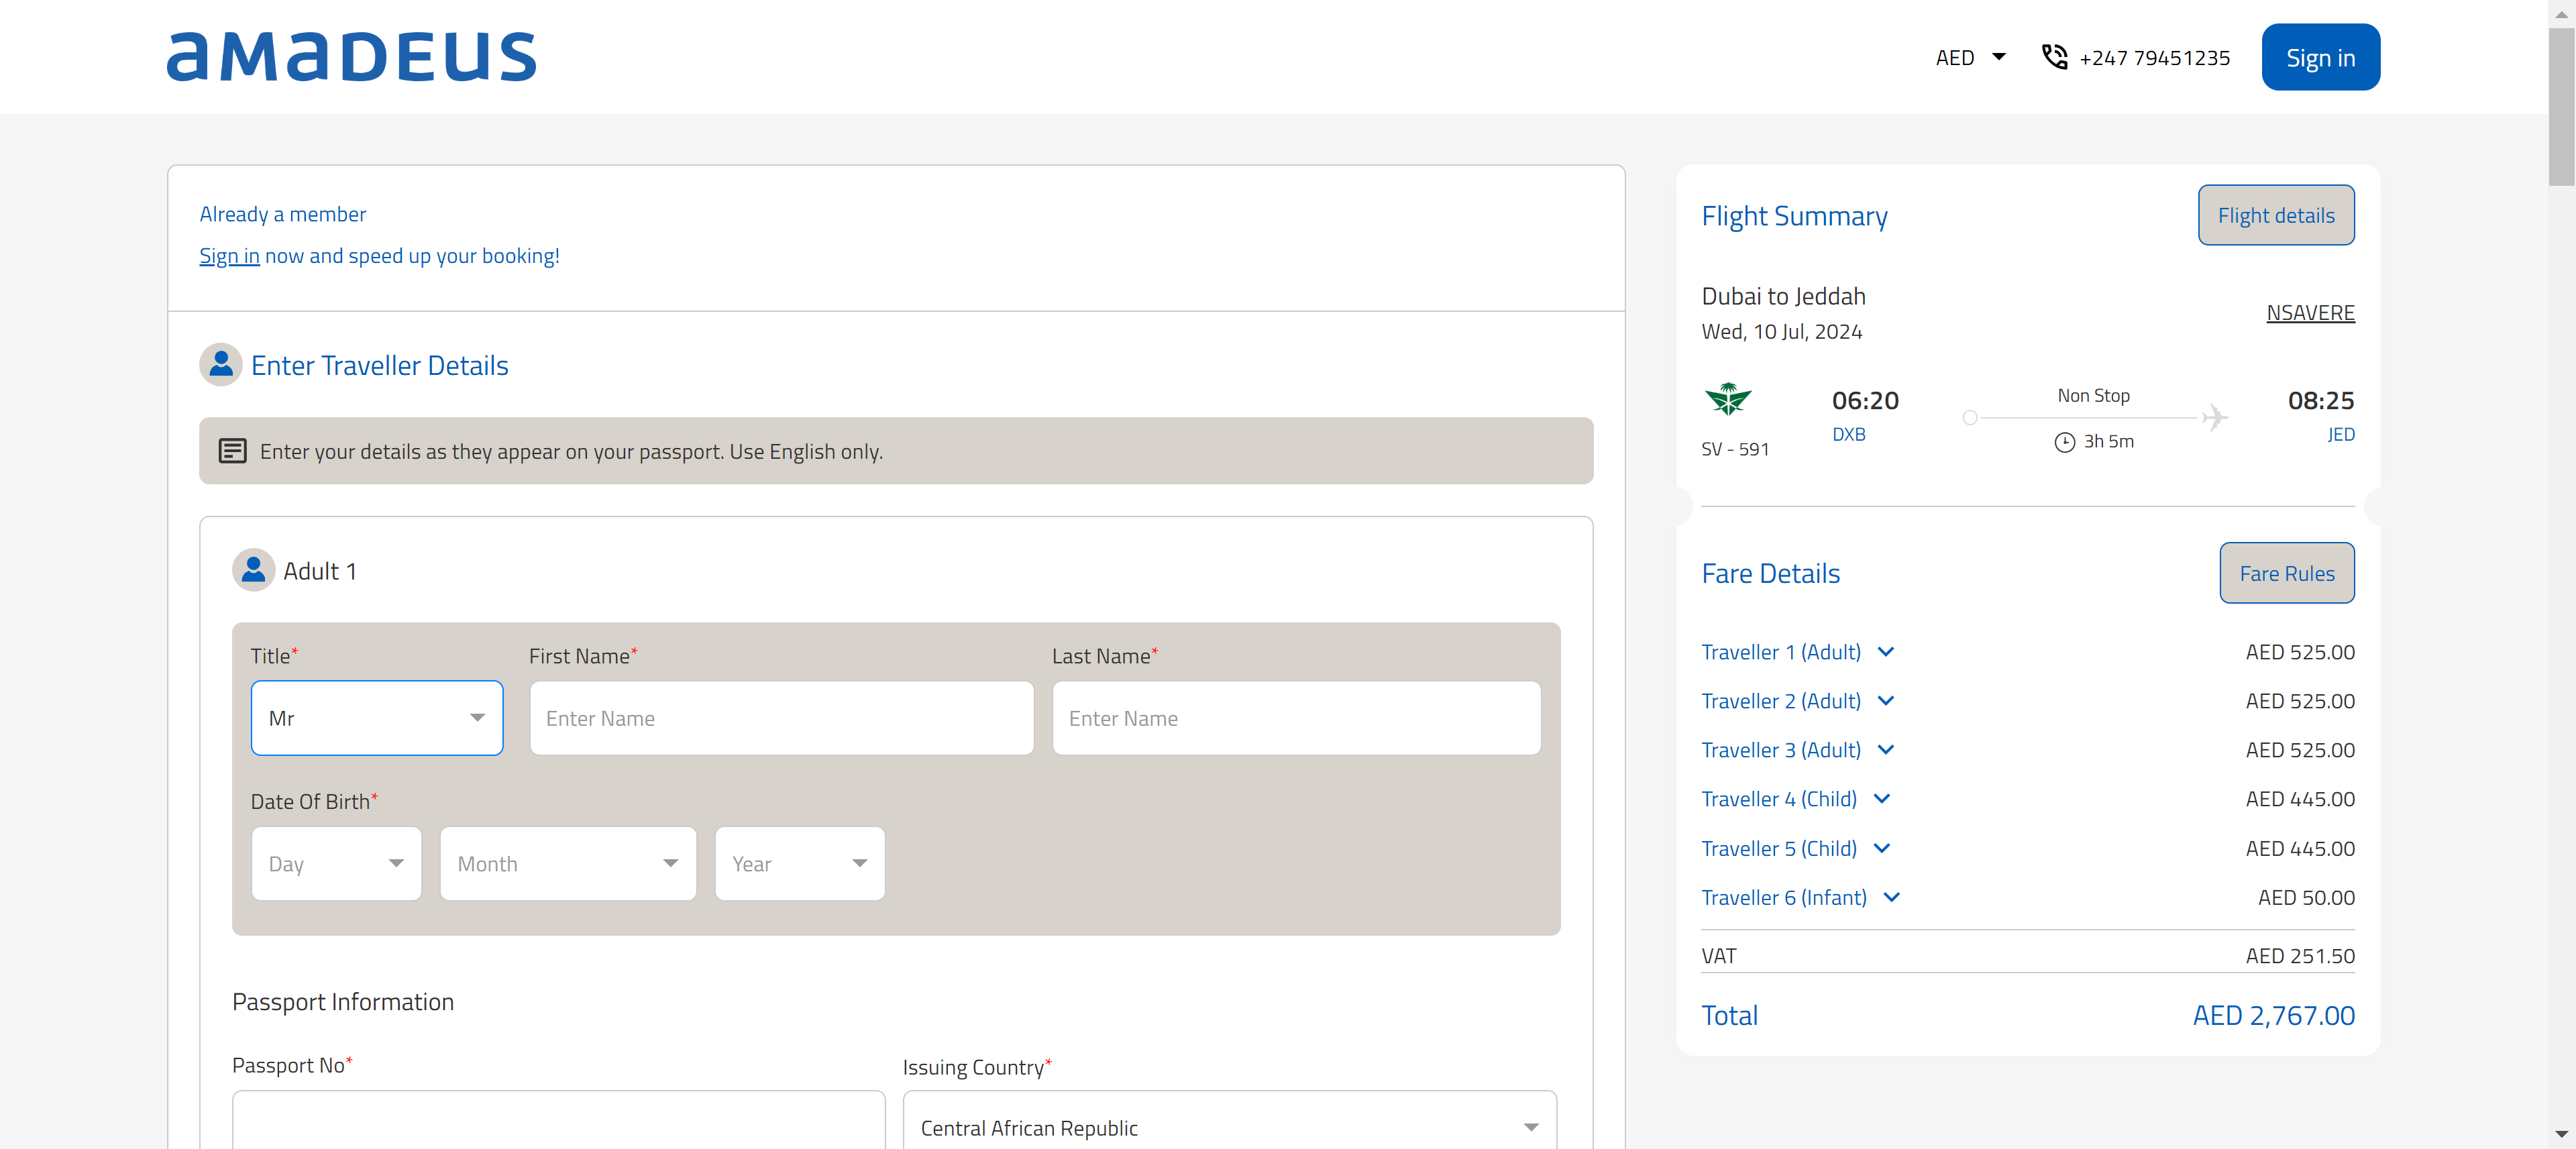 amadeus
AED
+247 79451235
Sign in
Already a member
Sign in now and speed up your booking!
Enter Traveller Details
Enter your details as they appear on your passport. Use English only.
Adult 1
Title*
First Name*
Last Name*
Mr
Enter Name
Enter Name
Date Of Birth*
Day
Month
Year
Passport Information
Passport No*
Issuing Country*
Central African Republic
Flight Summary
Flight details
Dubai to Jeddah
Wed, 10 Jul, 2024
NSAVERE
SV - 591
06:20
DXB
Non Stop
3h 5m
08:25
JED
Fare Details
Fare Rules
Traveller 1 (Adult) AED 525.00
Traveller 2 (Adult) AED 525.00
Traveller 3 (Adult) AED 525.00
Traveller 4 (Child) AED 445.00
Traveller 5 (Child) AED 445.00
Traveller 6 (Infant) AED 50.00
VAT AED 251.50
Total AED 2,767.00